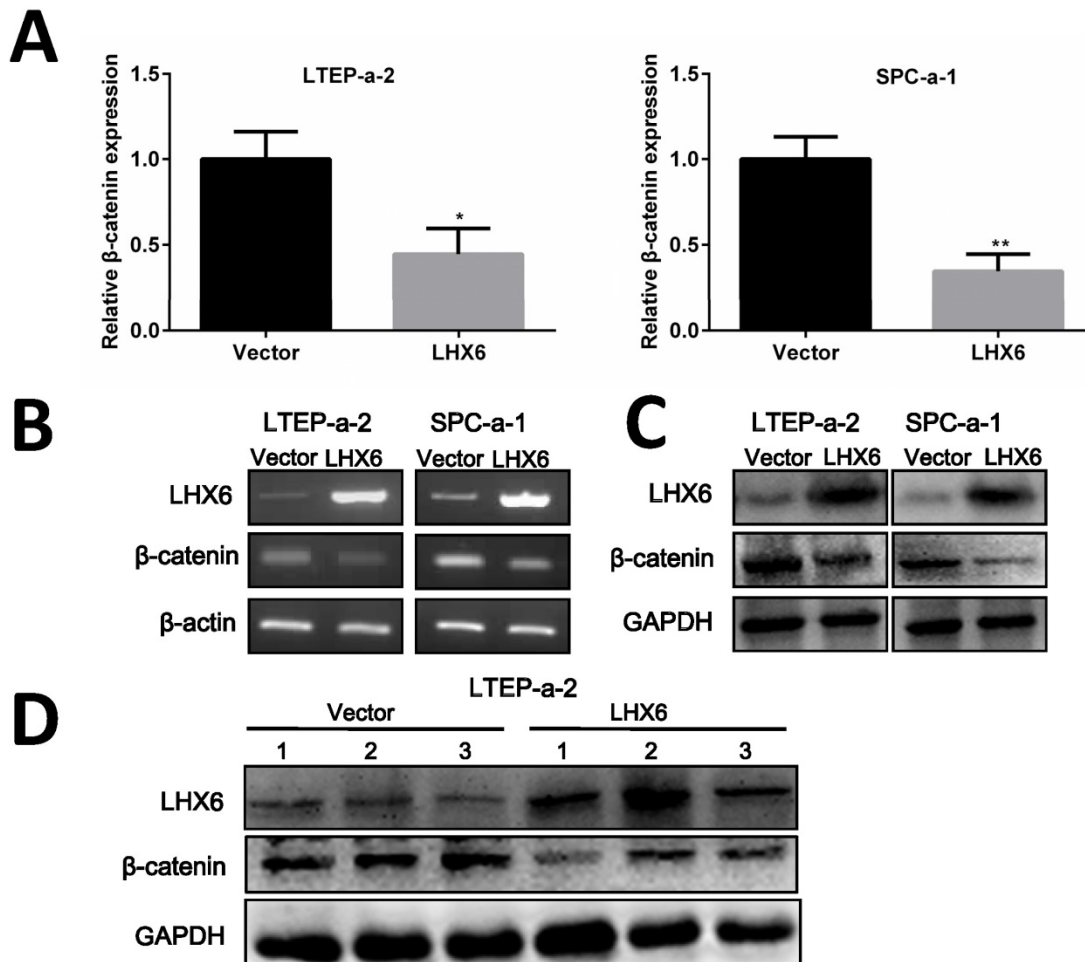 A
LTEP-a-2
Relative β-catenin expression
1.5
1.0
0.5
0.0
*
Vector LHX6
SPC-a-1
Relative β-catenin expression
1.5
1.0
0.5
0.0
**
Vector LHX6
B
LTEP-a-2 SPC-a-1
Vector LHX6 Vector LHX6
LHX6
β-catenin
β-actin
C
LTEP-a-2 SPC-a-1
Vector LHX6 Vector LHX6
LHX6
β-catenin
GAPDH
D
LTEP-a-2
Vector LHX6
1 2 3 1 2 3
LHX6
β-catenin
GAPDH